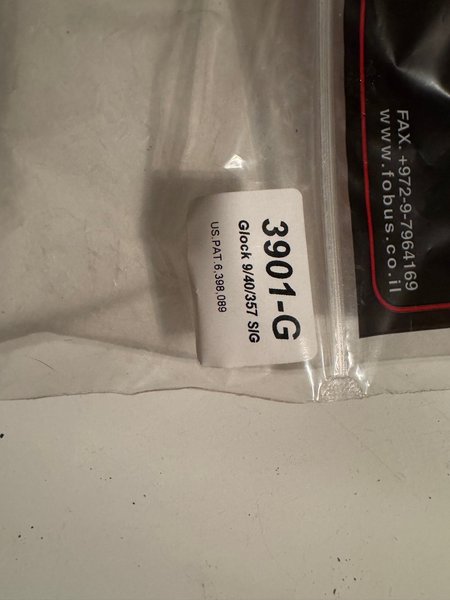 3901-G
Glock 9/40/357 SIG
US.PAT.6,398,089
FAX. +972-9-7964169
www.fobus.co.il